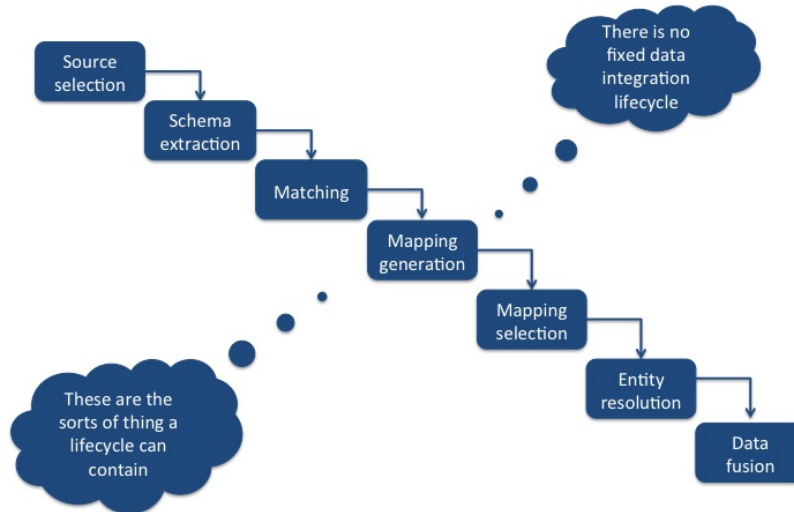 Source
selection
Schema
extraction
Matching
Mapping
generation
Mapping
selection
Entity
resolution
Data
fusion
There is no
fixed data
integration
lifecycle
These are the
sorts of thing a
lifecycle can
contain